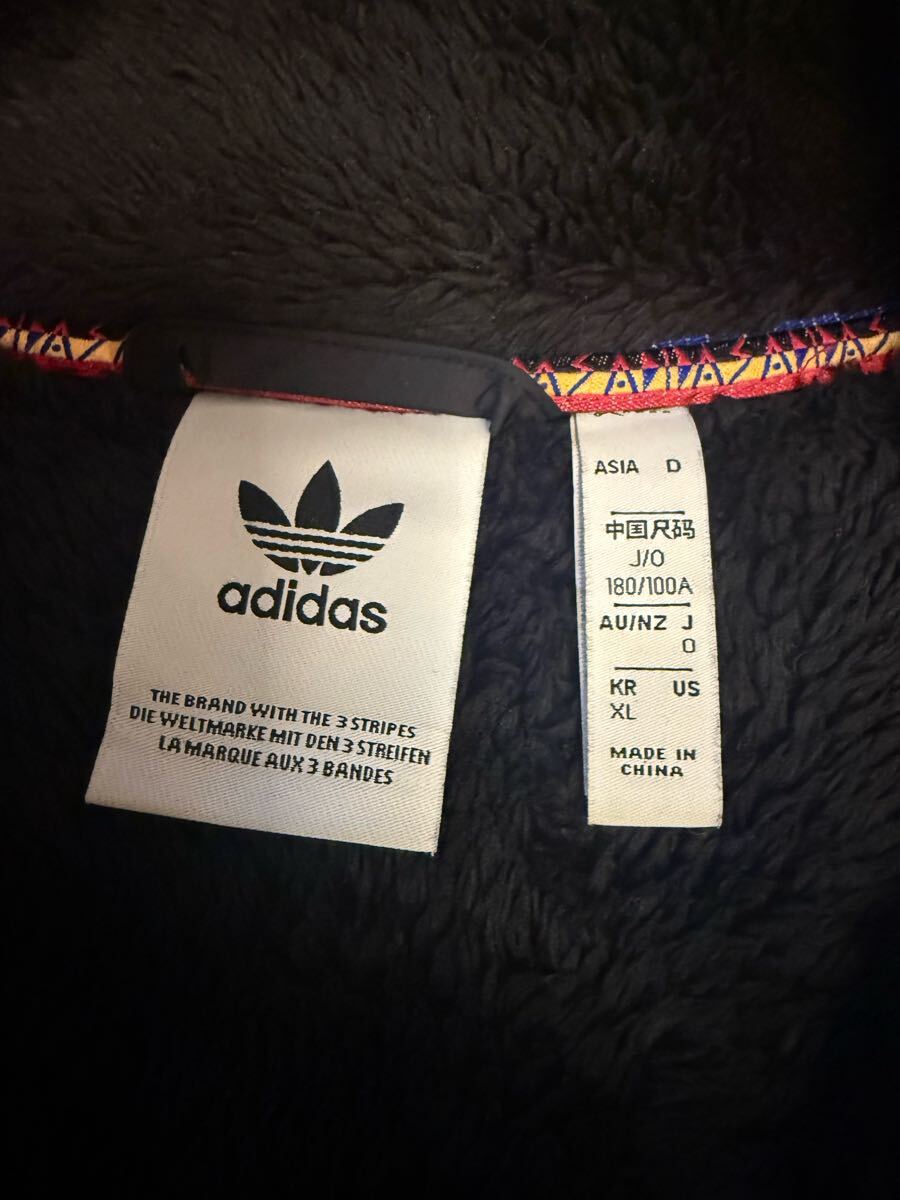 adidas
THE BRAND WITH THE 3 STRIPES
DIE WELTMARKE MIT DEN 3 STREIFEN
LA MARQUE AUX 3 BANDES
ASIA D
中国尺码
J/O
180/100A
AU/NZ J
O
KR US
XL
MADE IN
CHINA